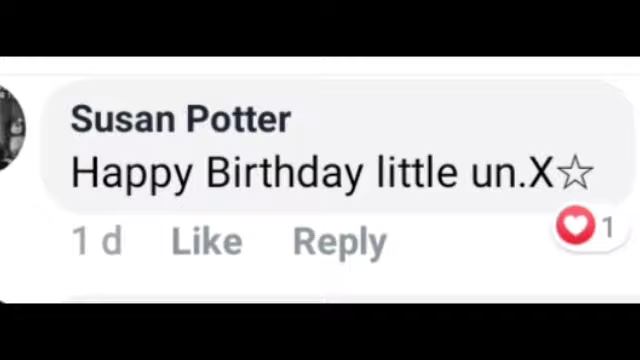 Susan Potter
Happy Birthday little un.X☆
1 d Like Reply 1